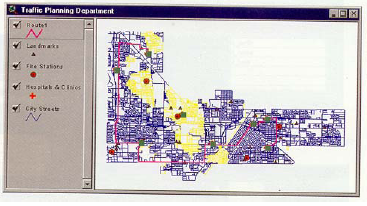 Traffic Planning Department
Route1
Landmarks
Fire Stations
Hospitals & Clinics
City Streets